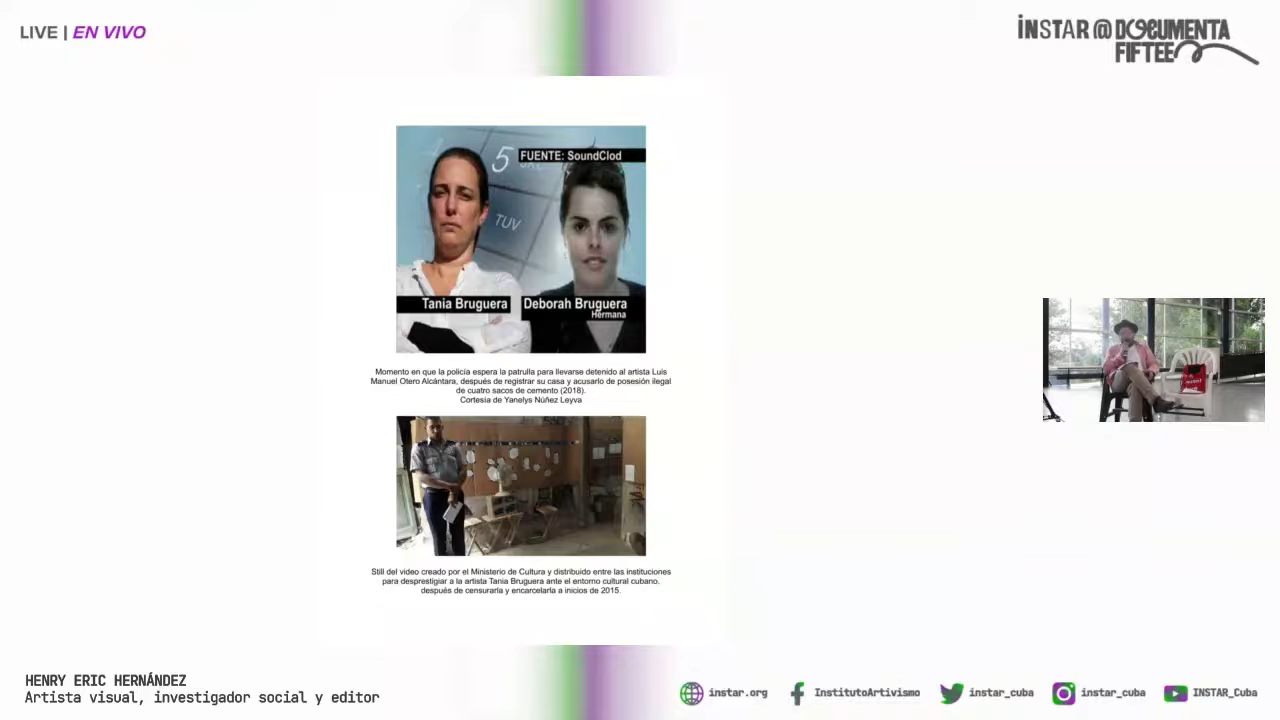 LIVE | EN VIVO
INSTAR @ DOCUMENTA
FIFTEEN
5
FUENTE: SoundClod
TUV
Tania Bruguera
Deborah Bruguera
Hermana
Momento en que la policía espera la patrulla para llevarse detenido al artista Luis
Manuel Otero Alcántara, después de registrar su casa y acusarlo de posesión ilegal
de cuatro sacos de cemento (2018).
Cortesía de Yanelys Núñez Leyva
Still del video creado por el Ministerio de Cultura y distribuido entre las instituciones
para desprestigiar a la artista Tania Bruguera ante el entorno cultural cubano.
después de censurarla y encarcelarla a inicios de 2015.
HENRY ERIC HERNÁNDEZ
Artista visual, investigador social y editor
instar.org
InstitutoArtivismo
instar_cuba
instar_cuba
INSTAR_Cuba